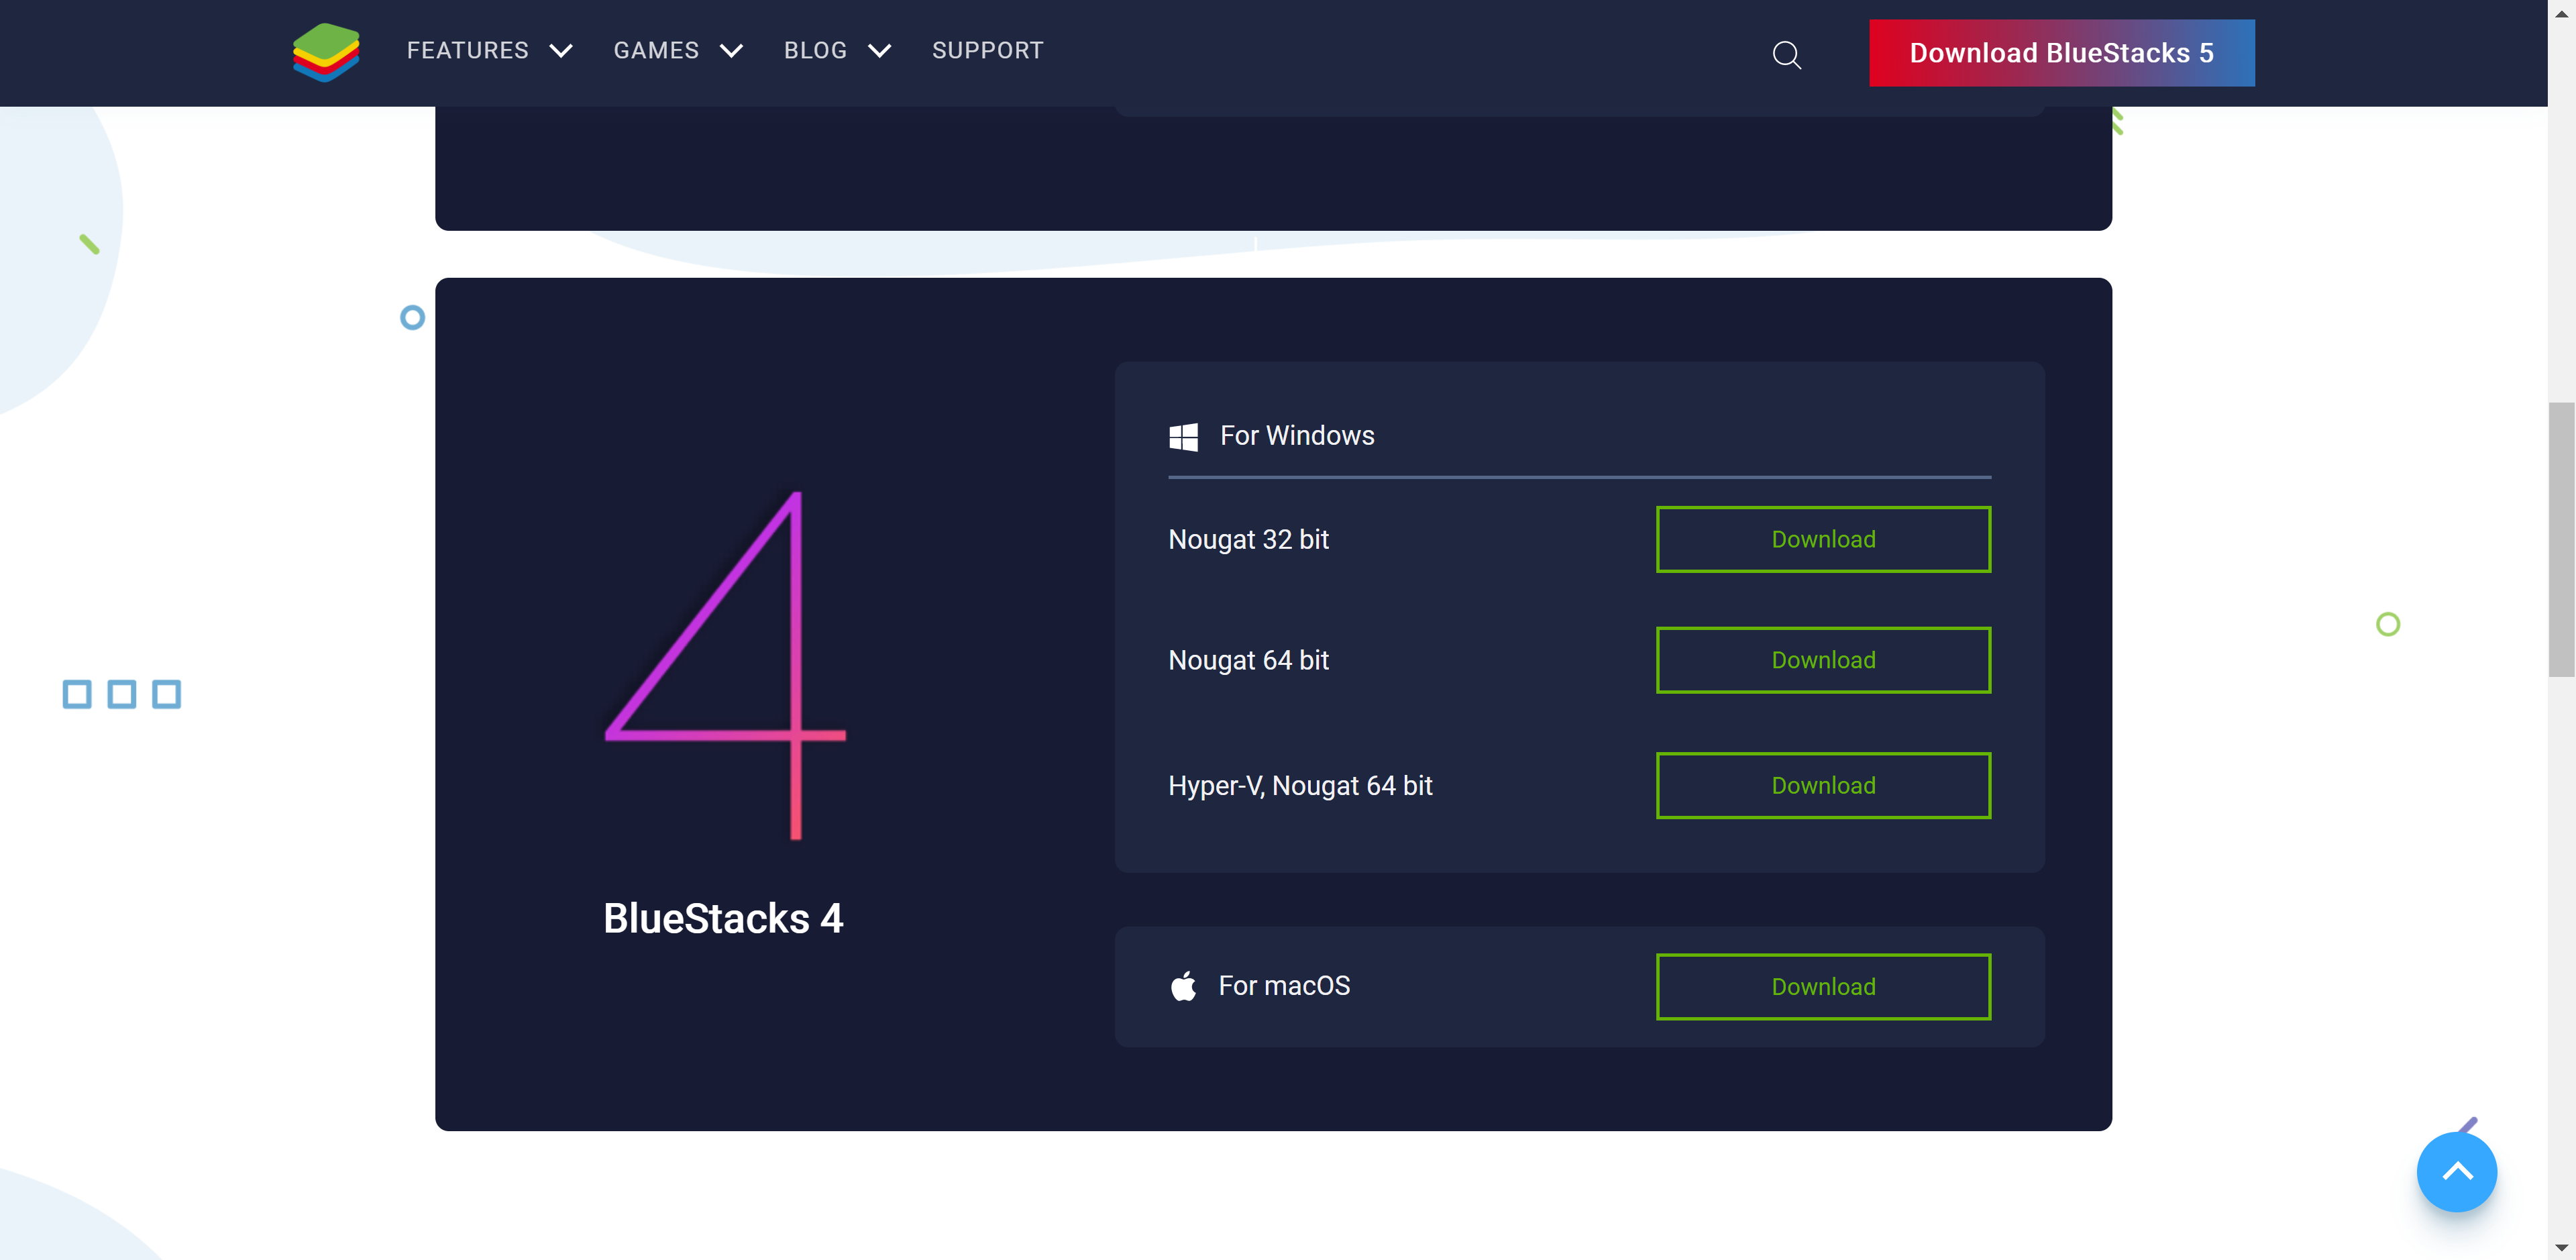 FEATURES GAMES BLOG SUPPORT Download BlueStacks 5
For Windows
Nougat 32 bit Download
Nougat 64 bit Download
Hyper-V, Nougat 64 bit Download
4
BlueStacks 4
For macOS Download